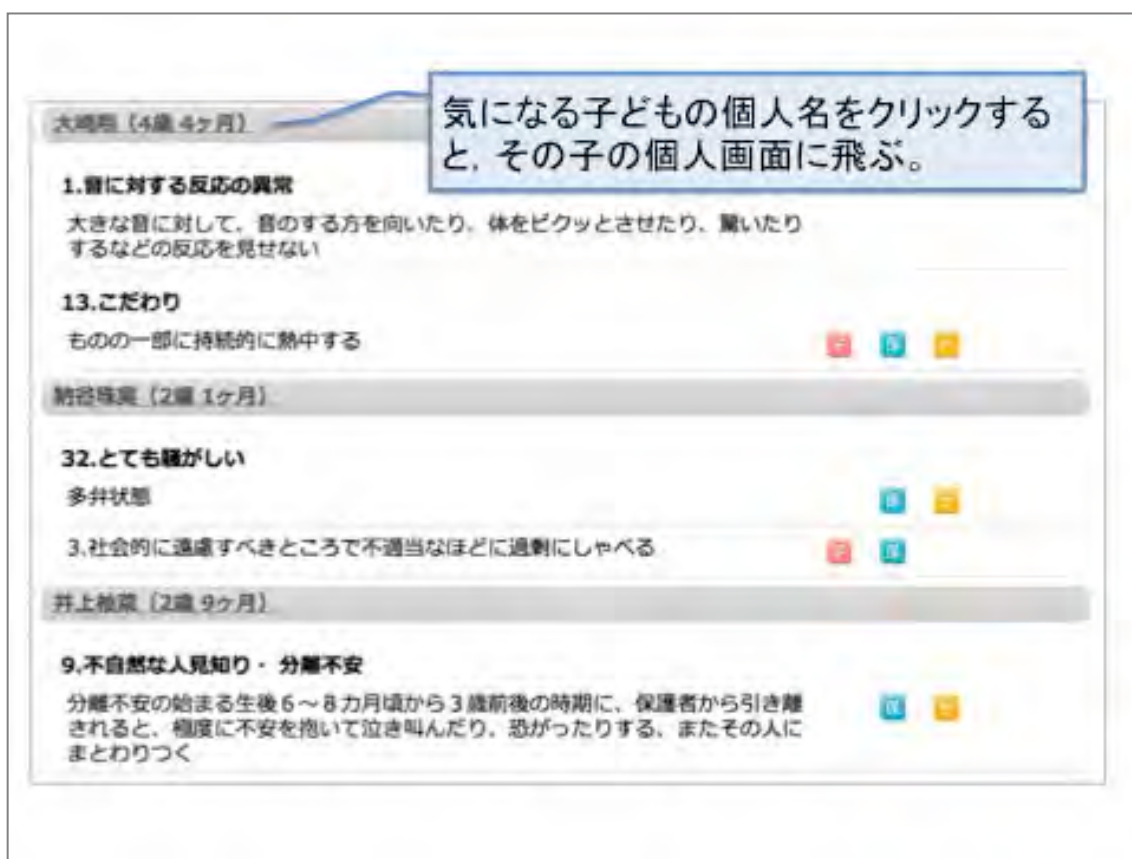 気になる子どもの個人名をクリックする
と，その子の個人画面に飛ぶ。
(4歳 4ヶ月)
1.音に対する反応の異常
大きな音に対して、音のする方を向いたり、体をビクッとさせたり、驚いたり
するなどの反応を見せない
13.こだわり
ものの一部に持続的に熱中する
(2歳 1ヶ月)
32.とても騒がしい
多弁状態
3.社会的に遠慮すべきところで不適当なほどに過剰にしゃべる
井上 (2歳 9ヶ月)
9.不自然な人見知り・ 分離不安
分離不安の始まる生後６～８カ月頃から３歳前後の時期に、保護者から引き離
されると、極度に不安を抱いて泣き叫んだり、恐がったりする、またその人に
まとわりつく